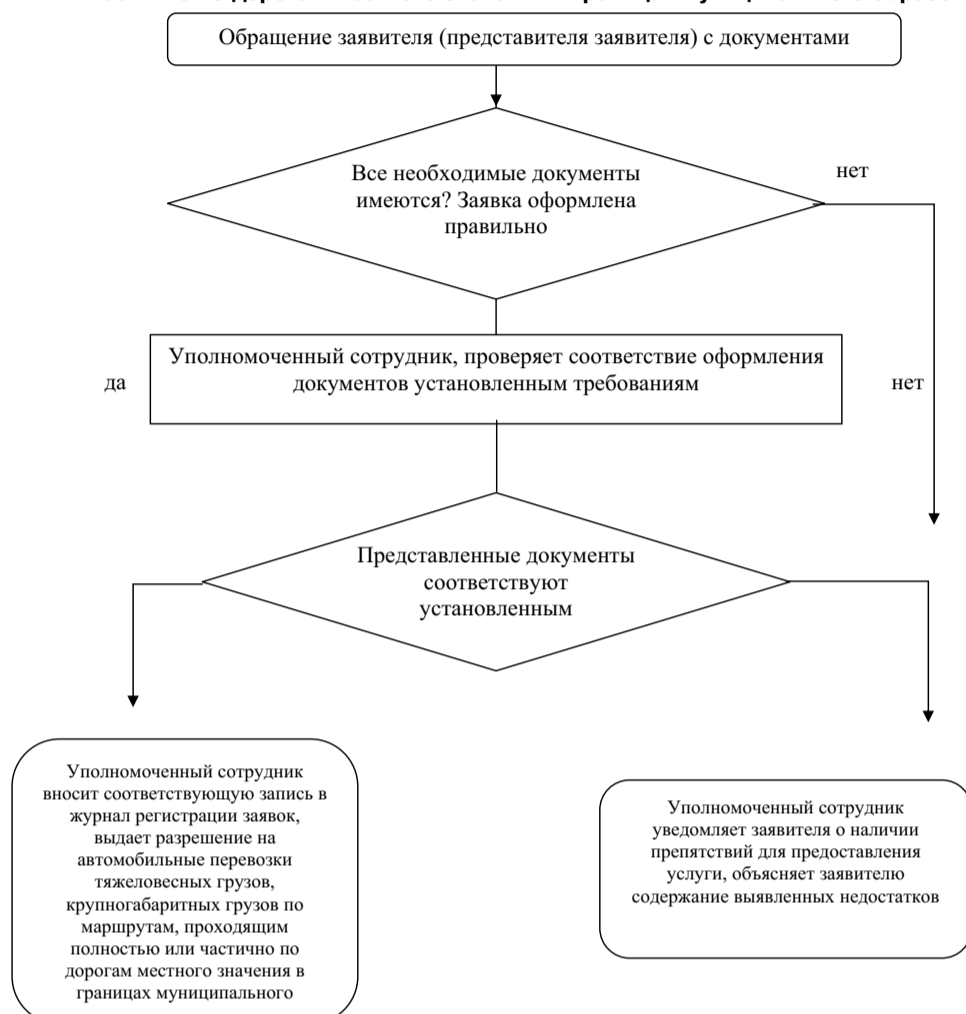 Обращение заявителя (представителя заявителя) с документами
Все необходимые документы
имеются? Заявка оформлена
правильно
нет
Уполномоченный сотрудник, проверяет соответствие оформления
документов установленным требованиям
да
нет
Представленные документы
соответствуют
установленным
Уполномоченный сотрудник
вносит соответствующую запись в
журнал регистрации заявок,
выдает разрешение на
автомобильные перевозки
тяжеловесных грузов,
крупногабаритных грузов по
маршрутам, проходящим
полностью или частично по
дорогам местного значения в
границах муниципального
Уполномоченный сотрудник
уведомляет заявителя о наличии
препятствий для предоставления
услуги, объясняет заявителю
содержание выявленных недостатков